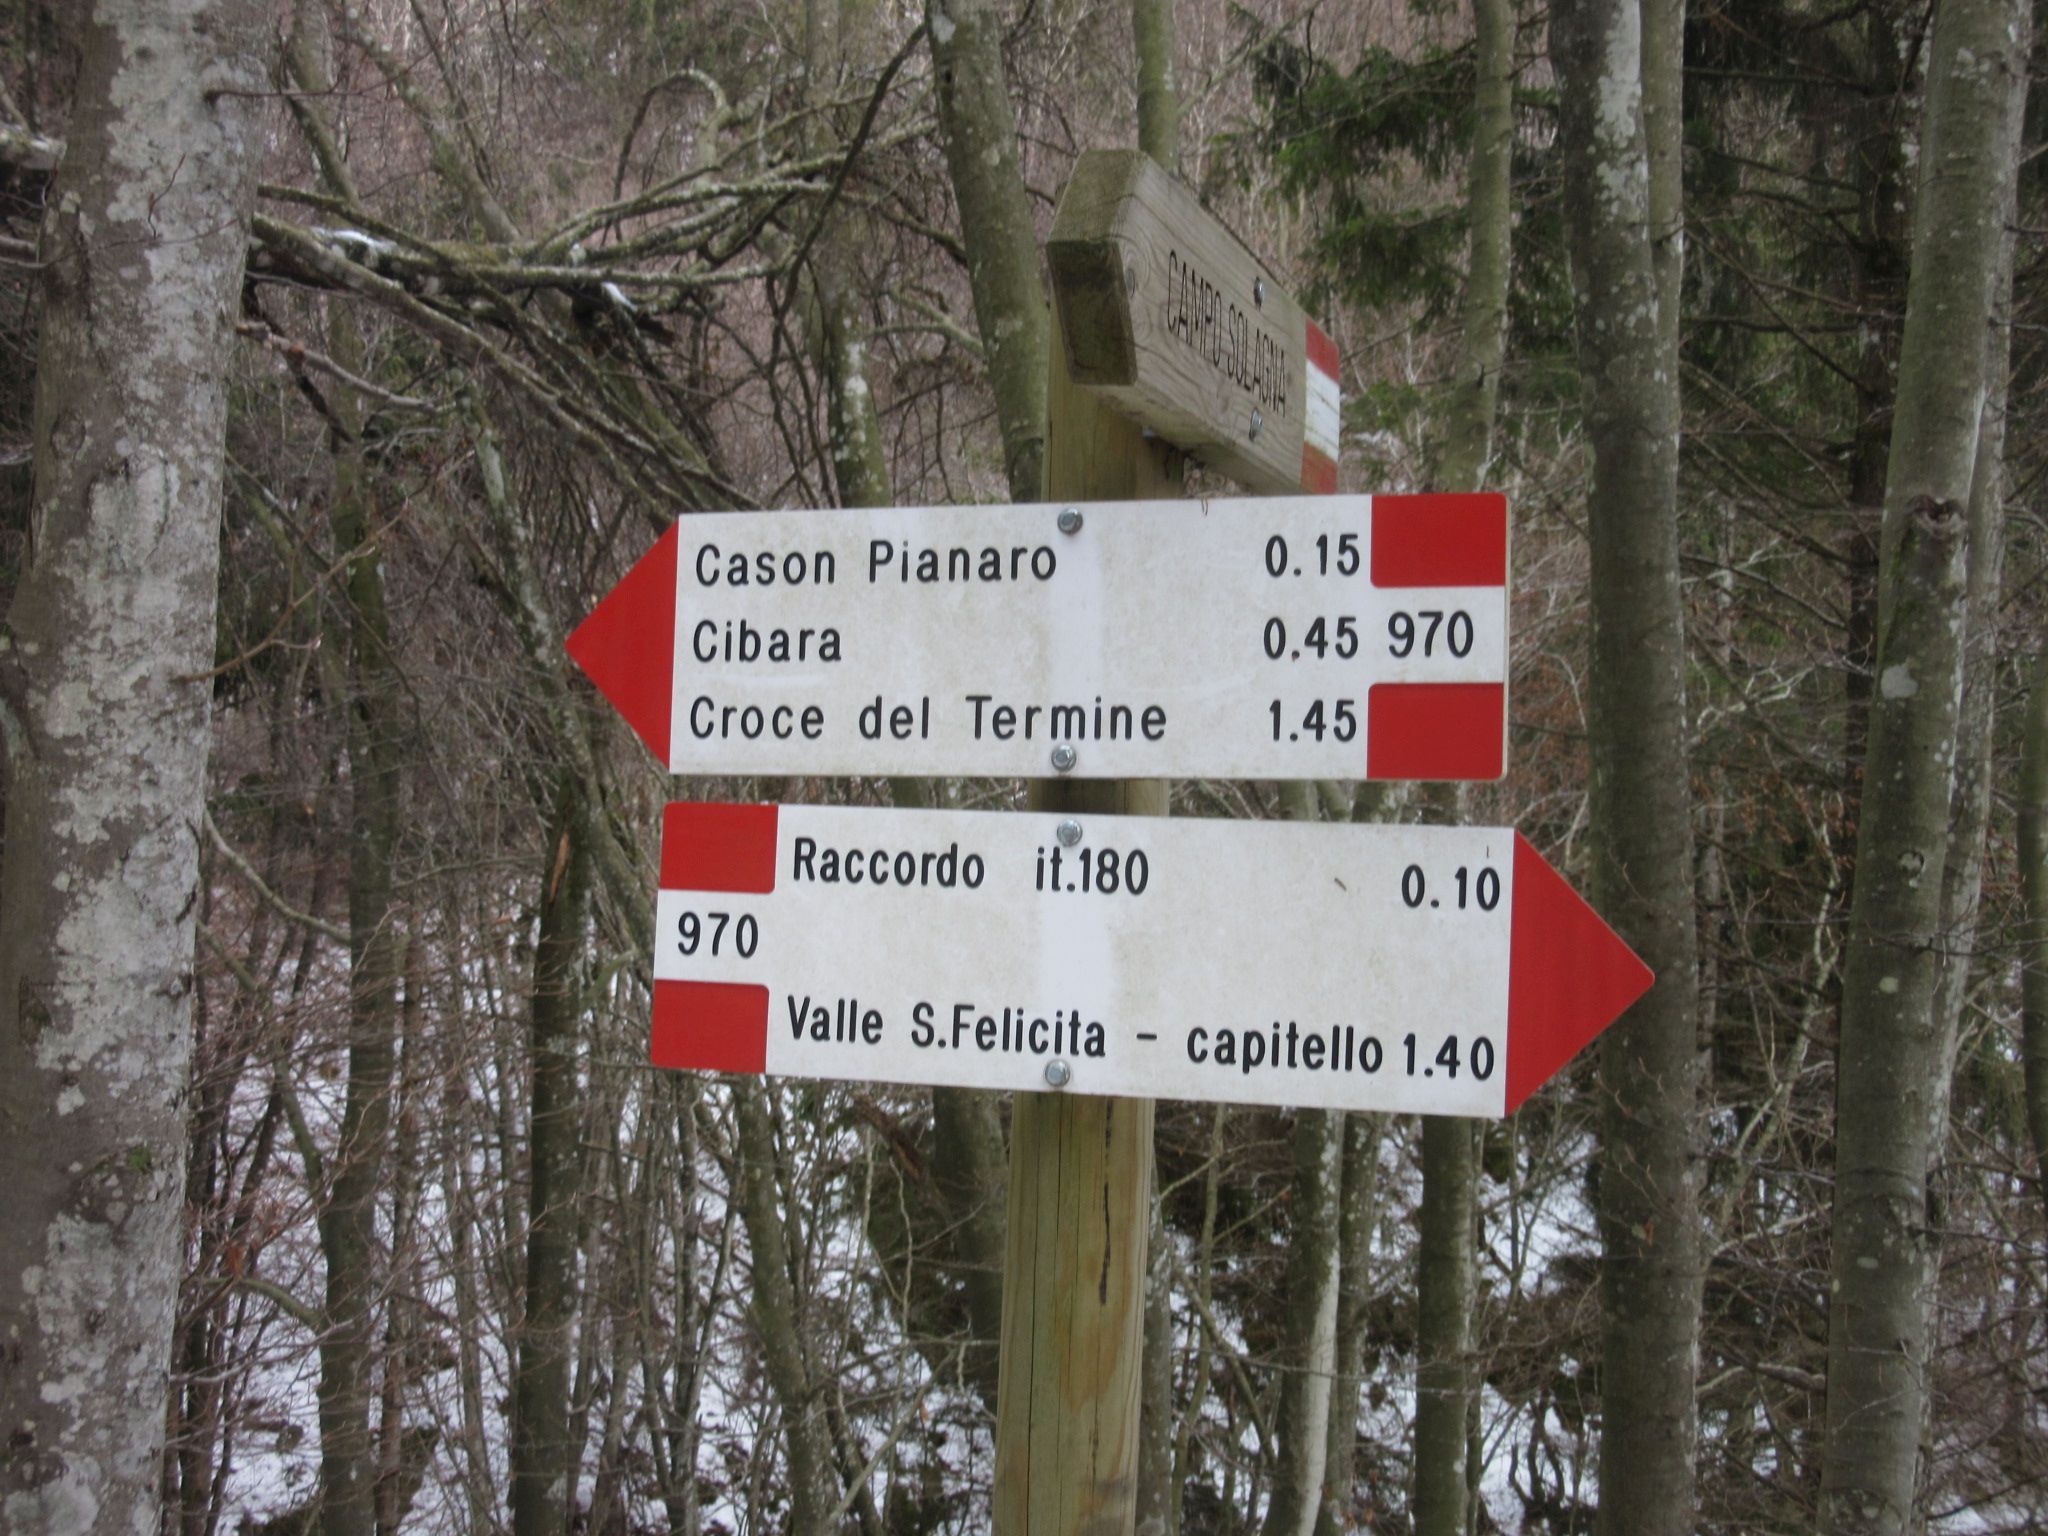 CAMPO SOLAGNA
Cason Pianaro 0.15
Cibara 0.45 970
Croce del Termine 1.45
Raccordo it.180 0.10
970
Valle S.Felicita - capitello 1.40